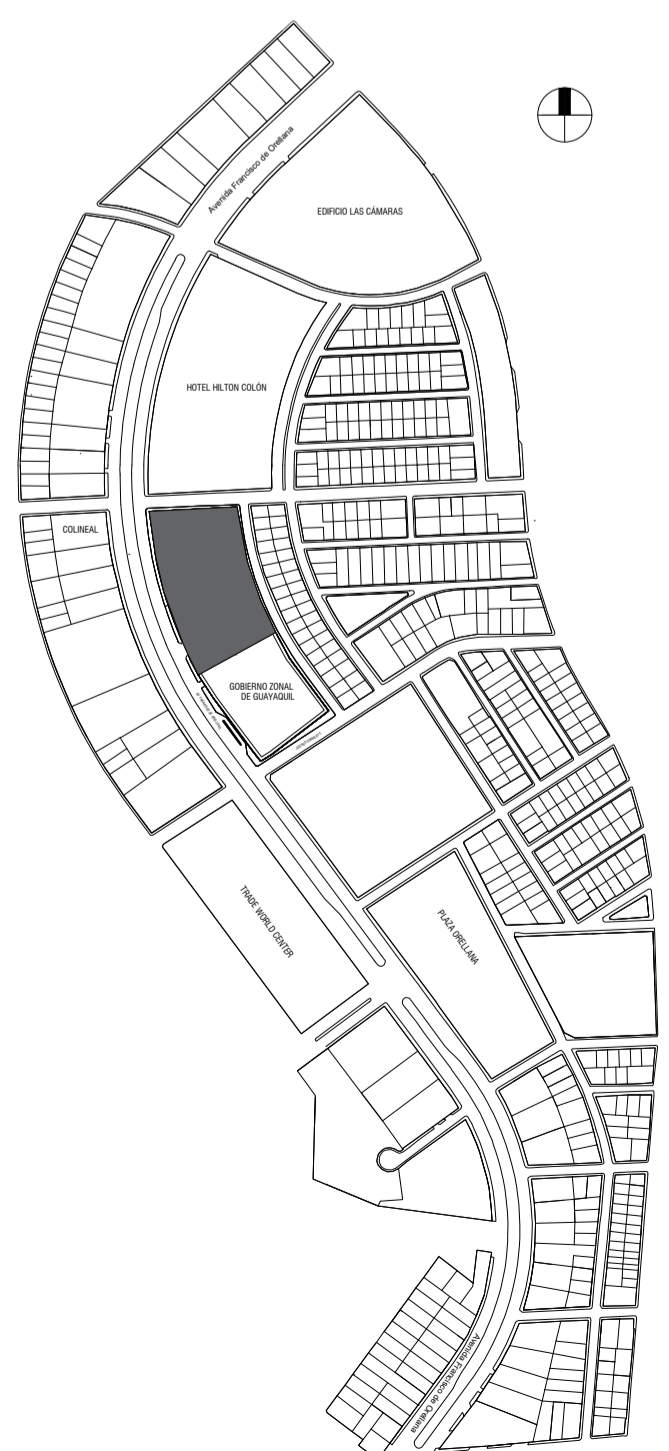 Avenida Francisco de Orellana
EDIFICIO LAS CÁMARAS
HOTEL HILTON COLÓN
COLINEAL
GOBIERNO ZONAL
DE GUAYAQUIL
TRADE WORLD CENTER
PLAZA ORELLANA
Avenida Francisco de Orellana